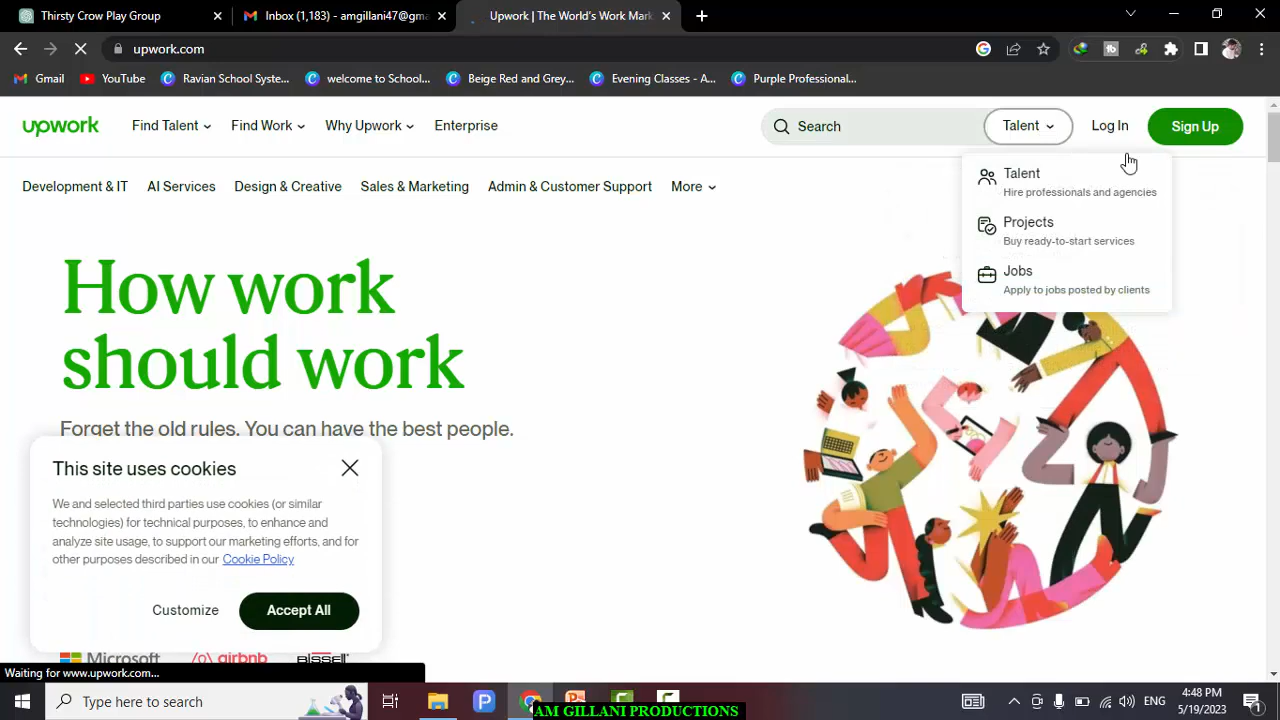 Thirsty Crow Play Group
Inbox (1,183) - amgillani47@gma
Upwork | The World's Work Mark
upwork.com
Gmail
YouTube
Ravian School Syste...
welcome to School...
Beige Red and Grey...
Evening Classes - A...
Purple Professional...
upwork
Find Talent
Find Work
Why Upwork
Enterprise
Search
Talent
Log In
Sign Up
Development & IT
AI Services
Design & Creative
Sales & Marketing
Admin & Customer Support
More
Talent
Hire professionals and agencies
Projects
Buy ready-to-start services
Jobs
Apply to jobs posted by clients
How work
should work
Forget the old rules. You can have the best people.
This site uses cookies
We and selected third parties use cookies (or similar
technologies) for technical purposes, to enhance and
analyze site usage, to support our marketing efforts, and for
other purposes described in our Cookie Policy
Customize
Accept All
Microsoft
airbnb
BISSELL
Waiting for www.upwork.com...
Type here to search
ENG
4:48 PM
5/19/2023
AM GILLANI PRODUCTIONS